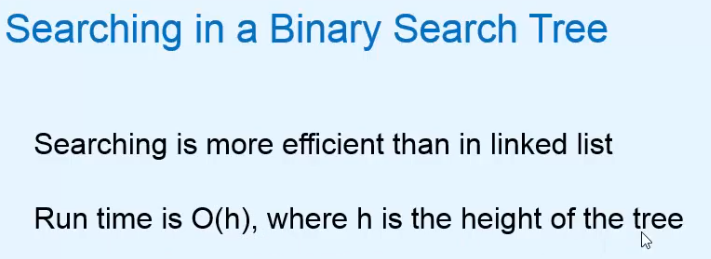 Searching in a Binary Search Tree
Searching is more efficient than in linked list
Run time is O(h), where h is the height of the tree